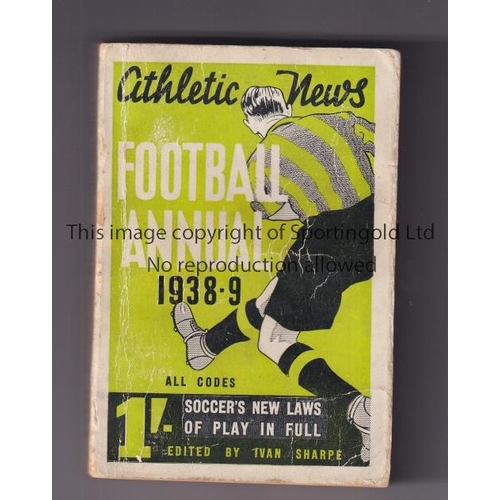 Athletic News
FOOTBALL
ANNUAL
This image copyright of Sportingold Ltd
No reproduction allowed
1938-9
ALL CODES
1/-
SOCCER'S NEW LAWS
OF PLAY IN FULL
EDITED BY IVAN SHARPE